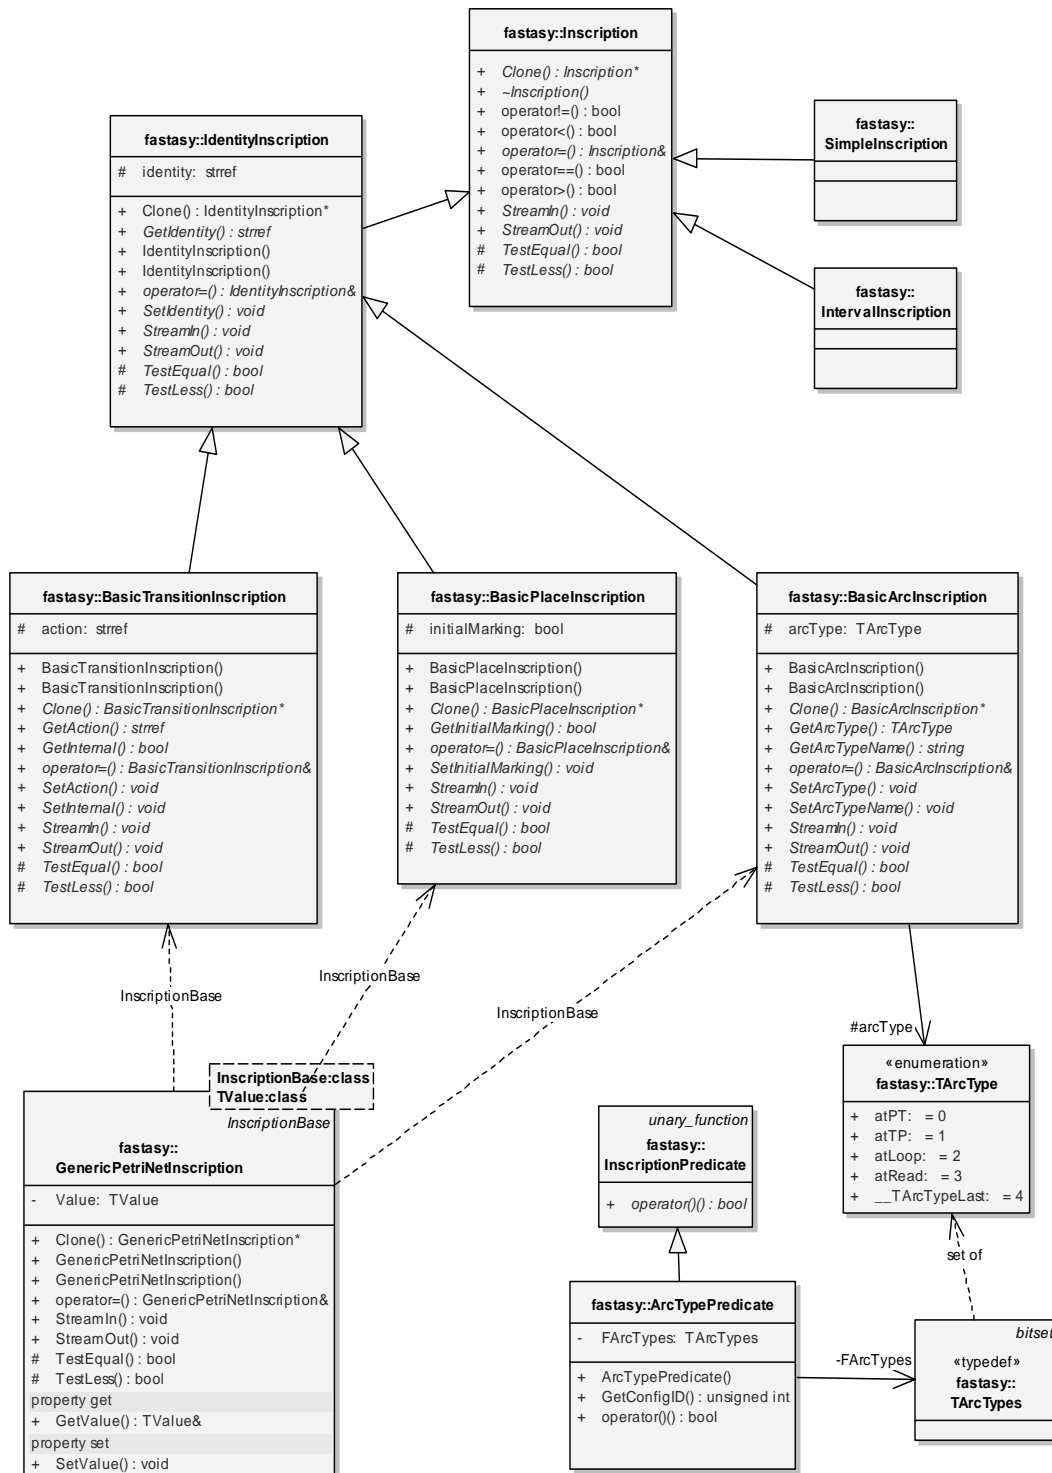 fastasy::Inscription
+ Clone() : Inscription*
+ ~Inscription()
+ operator!=() : bool
+ operator<() : bool
+ operator=() : Inscription&
+ operator==() : bool
+ operator>() : bool
+ StreamIn() : void
+ StreamOut() : void
# TestEqual() : bool
# TestLess() : bool
fastasy::
SimpleInscription
fastasy::
IntervalInscription
fastasy::IdentityInscription
# identity: strref
+ Clone() : IdentityInscription*
+ GetIdentity() : strref
+ IdentityInscription()
+ IdentityInscription()
+ operator=() : IdentityInscription&
+ SetIdentity() : void
+ StreamIn() : void
+ StreamOut() : void
# TestEqual() : bool
# TestLess() : bool
fastasy::BasicTransitionInscription
# action: strref
+ BasicTransitionInscription()
+ BasicTransitionInscription()
+ Clone() : BasicTransitionInscription*
+ GetAction() : strref
+ GetInternal() : bool
+ operator=() : BasicTransitionInscription&
+ SetAction() : void
+ SetInternal() : void
+ StreamIn() : void
+ StreamOut() : void
# TestEqual() : bool
# TestLess() : bool
fastasy::BasicPlaceInscription
# initialMarking: bool
+ BasicPlaceInscription()
+ BasicPlaceInscription()
+ Clone() : BasicPlaceInscription*
+ GetInitialMarking() : bool
+ operator=() : BasicPlaceInscription&
+ SetInitialMarking() : void
+ StreamIn() : void
+ StreamOut() : void
# TestEqual() : bool
# TestLess() : bool
fastasy::BasicArcInscription
# arcType: TArcType
+ BasicArcInscription()
+ BasicArcInscription()
+ Clone() : BasicArcInscription*
+ GetArcType() : TArcType
+ GetArcTypeName() : string
+ operator=() : BasicArcInscription&
+ SetArcType() : void
+ SetArcTypeName() : void
+ StreamIn() : void
+ StreamOut() : void
# TestEqual() : bool
# TestLess() : bool
InscriptionBase
InscriptionBase
InscriptionBase
#arcType
InscriptionBase:class
TValue:class
InscriptionBase
fastasy::
GenericPetriNetInscription
- Value: TValue
+ Clone() : GenericPetriNetInscription*
+ GenericPetriNetInscription()
+ GenericPetriNetInscription()
+ operator=() : GenericPetriNetInscription&
+ StreamIn() : void
+ StreamOut() : void
# TestEqual() : bool
# TestLess() : bool
property get
+ GetValue() : TValue&
property set
+ SetValue() : void
unary_function
fastasy::
InscriptionPredicate
+ operator()() : bool
fastasy::ArcTypePredicate
- FArcTypes: TArcTypes
+ ArcTypePredicate()
+ GetConfigID() : unsigned int
+ operator()() : bool
«enumeration»
fastasy::TArcType
+ atPT: = 0
+ atTP: = 1
+ atLoop: = 2
+ atRead: = 3
+ __TArcTypeLast: = 4
set of
-FArcTypes
bitset
«typedef»
fastasy::
TArcTypes